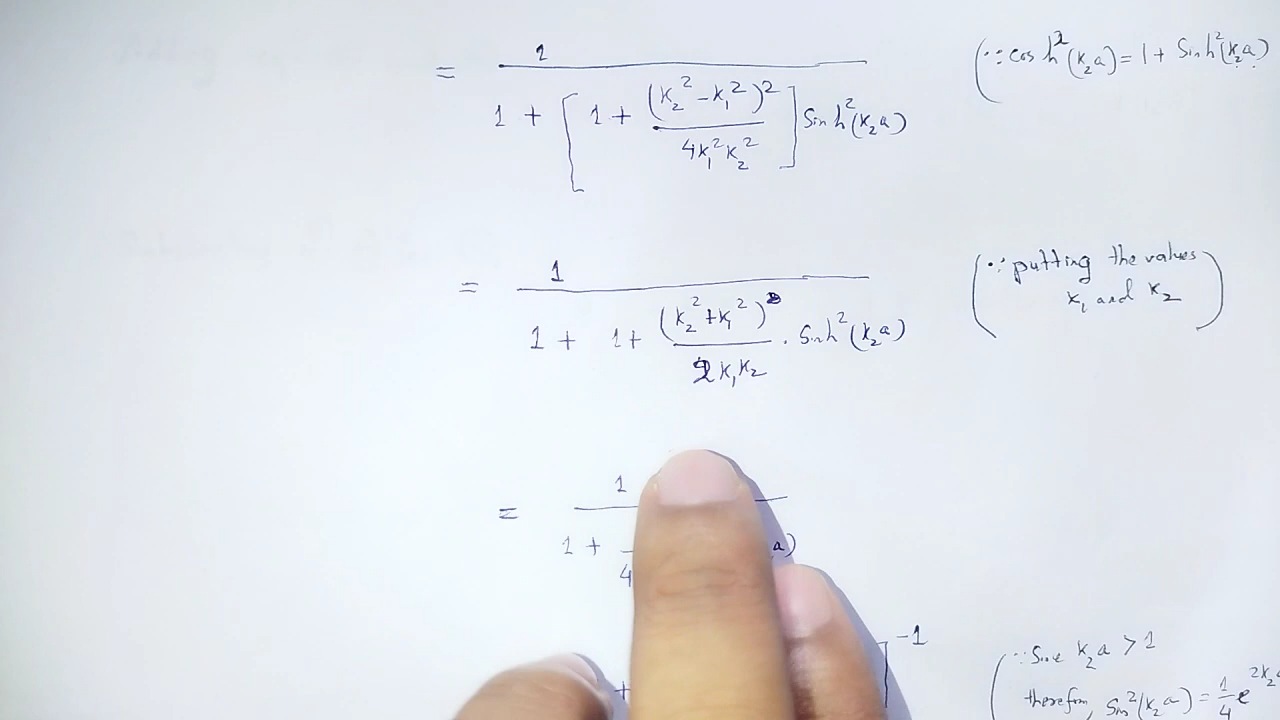 = 1 / (1 + [1 + (k₂² - k₁²)² / 4k₁²k₂²] Sinh²(k₂a)) (∵ cosh²(k₂a) = 1 + Sinh²(k₂a))
= 1 / (1 + 1 + (k₂² + k₁²)² / 2k₁k₂ . Sinh²(k₂a)) (∵ putting the values
k₁ and k₂)
= 1
1 + a)
4
-1
+
(∵ Since k₂a > 1
therefore, Sin²(k₂a) = 1/4 e^2k₂